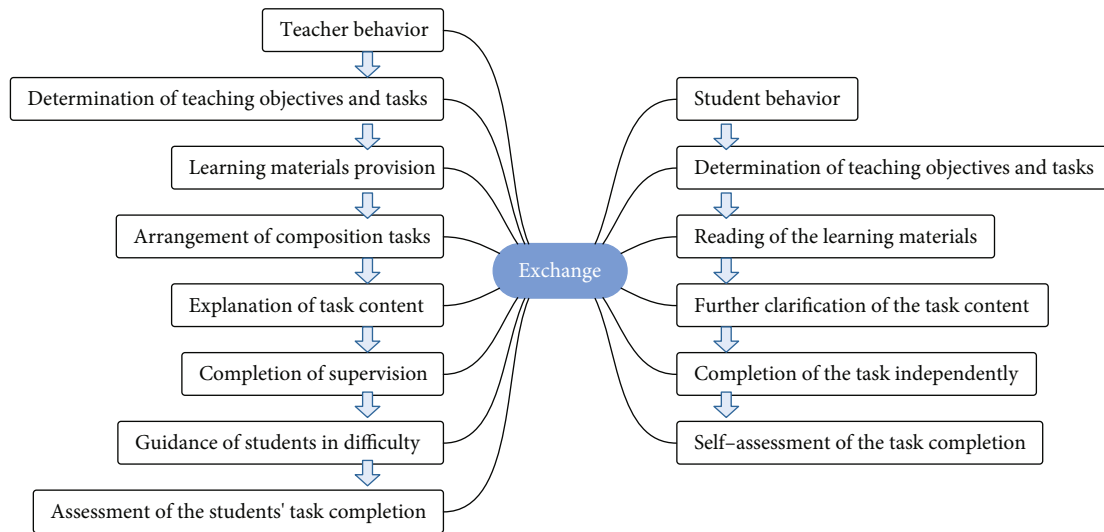 Teacher behavior
Determination of teaching objectives and tasks
Learning materials provision
Arrangement of composition tasks
Explanation of task content
Completion of supervision
Guidance of students in difficulty
Assessment of the students' task completion
Exchange
Student behavior
Determination of teaching objectives and tasks
Reading of the learning materials
Further clarification of the task content
Completion of the task independently
Self–assessment of the task completion